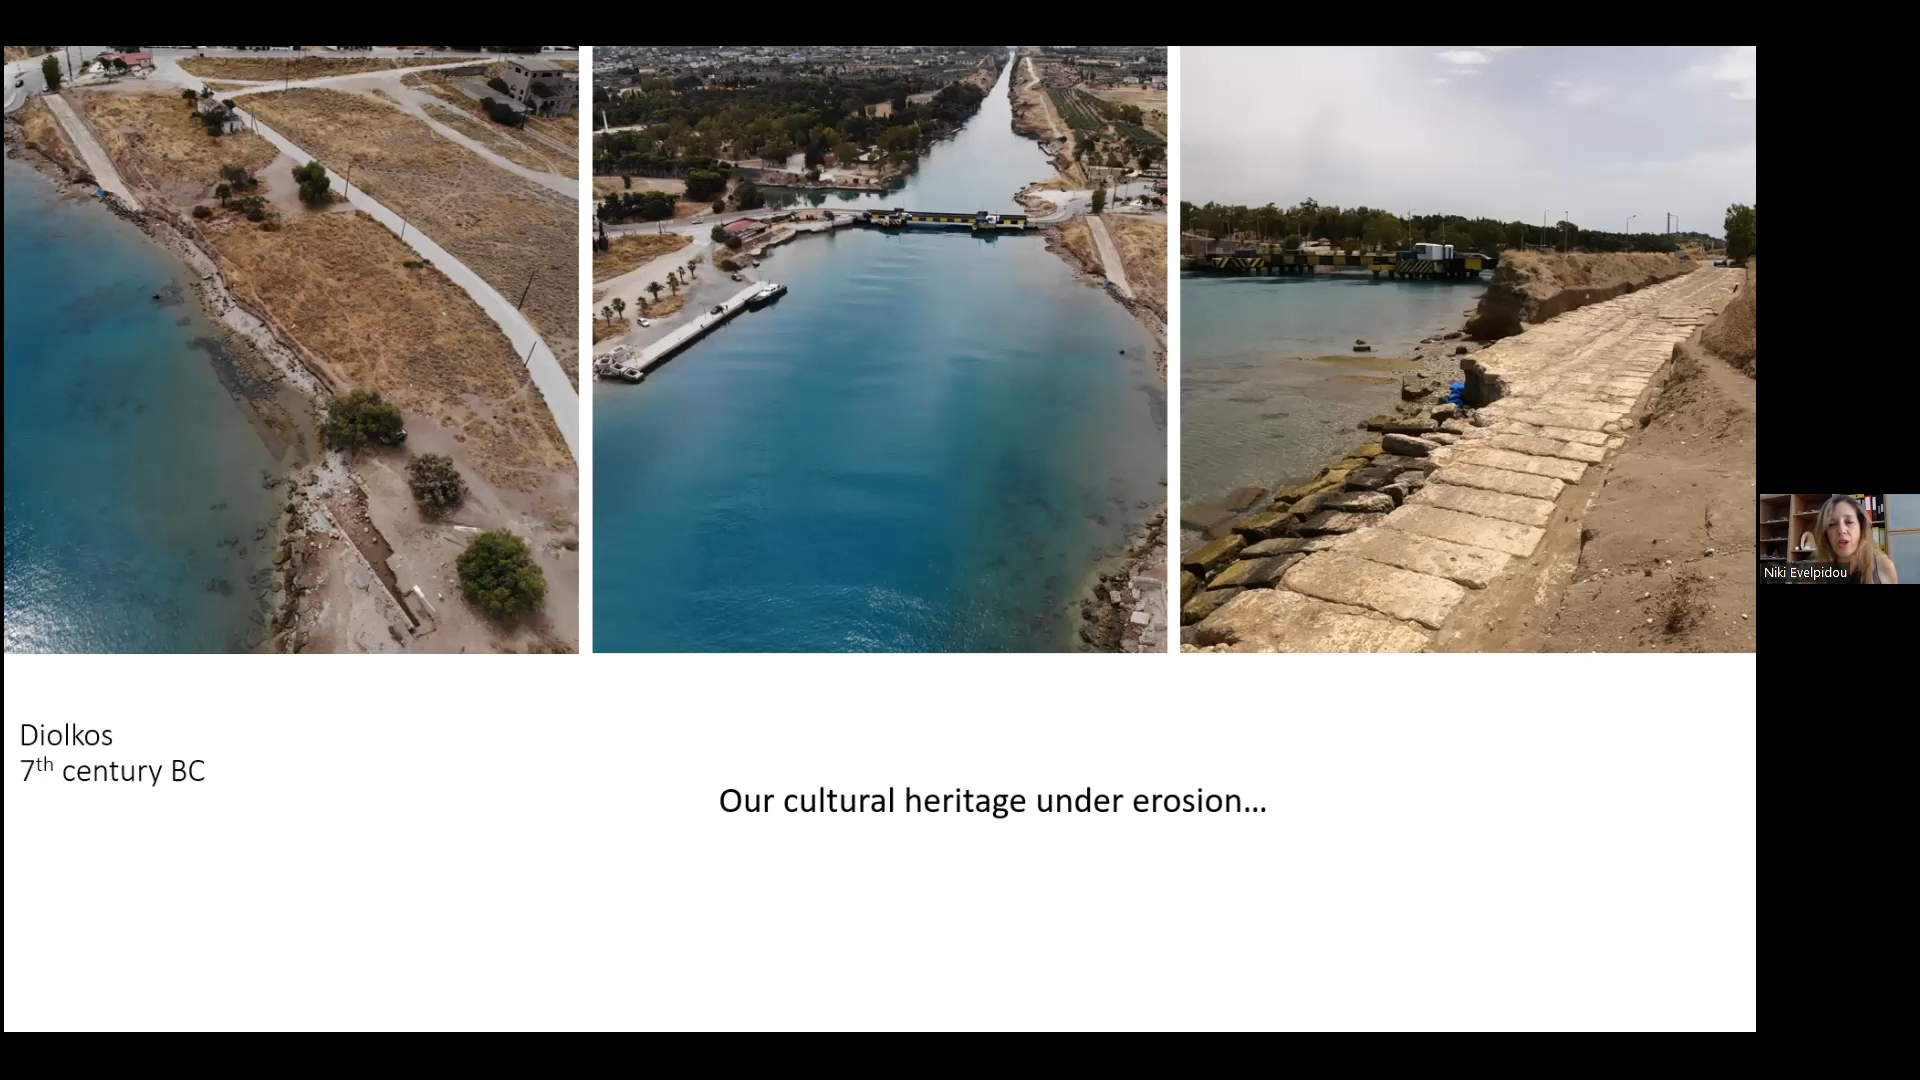 Diolkos
7th century BC
Our cultural heritage under erosion...
Niki Evelpidou